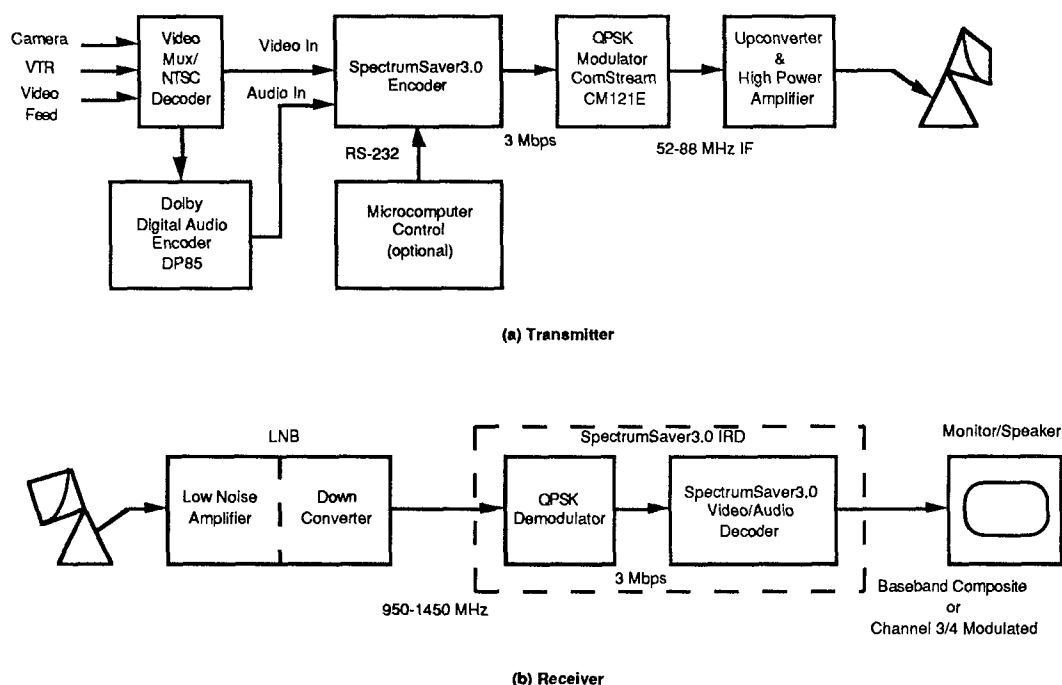 Camera
VTR
Video
Feed
Video
Mux/
NTSC
Decoder
Video In
Audio In
SpectrumSaver3.0
Encoder
3 Mbps
QPSK
Modulator
ComStream
CM121E
52-88 MHz IF
Upconverter
&
High Power
Amplifier
Dolby
Digital Audio
Encoder
DP85
RS-232
Microcomputer
Control
(optional)
(a) Transmitter
LNB
Low Noise
Amplifier
Down
Converter
950-1450 MHz
SpectrumSaver3.0 IRD
QPSK
Demodulator
3 Mbps
SpectrumSaver3.0
Video/Audio
Decoder
Monitor/Speaker
Baseband Composite
or
Channel 3/4 Modulated
(b) Receiver